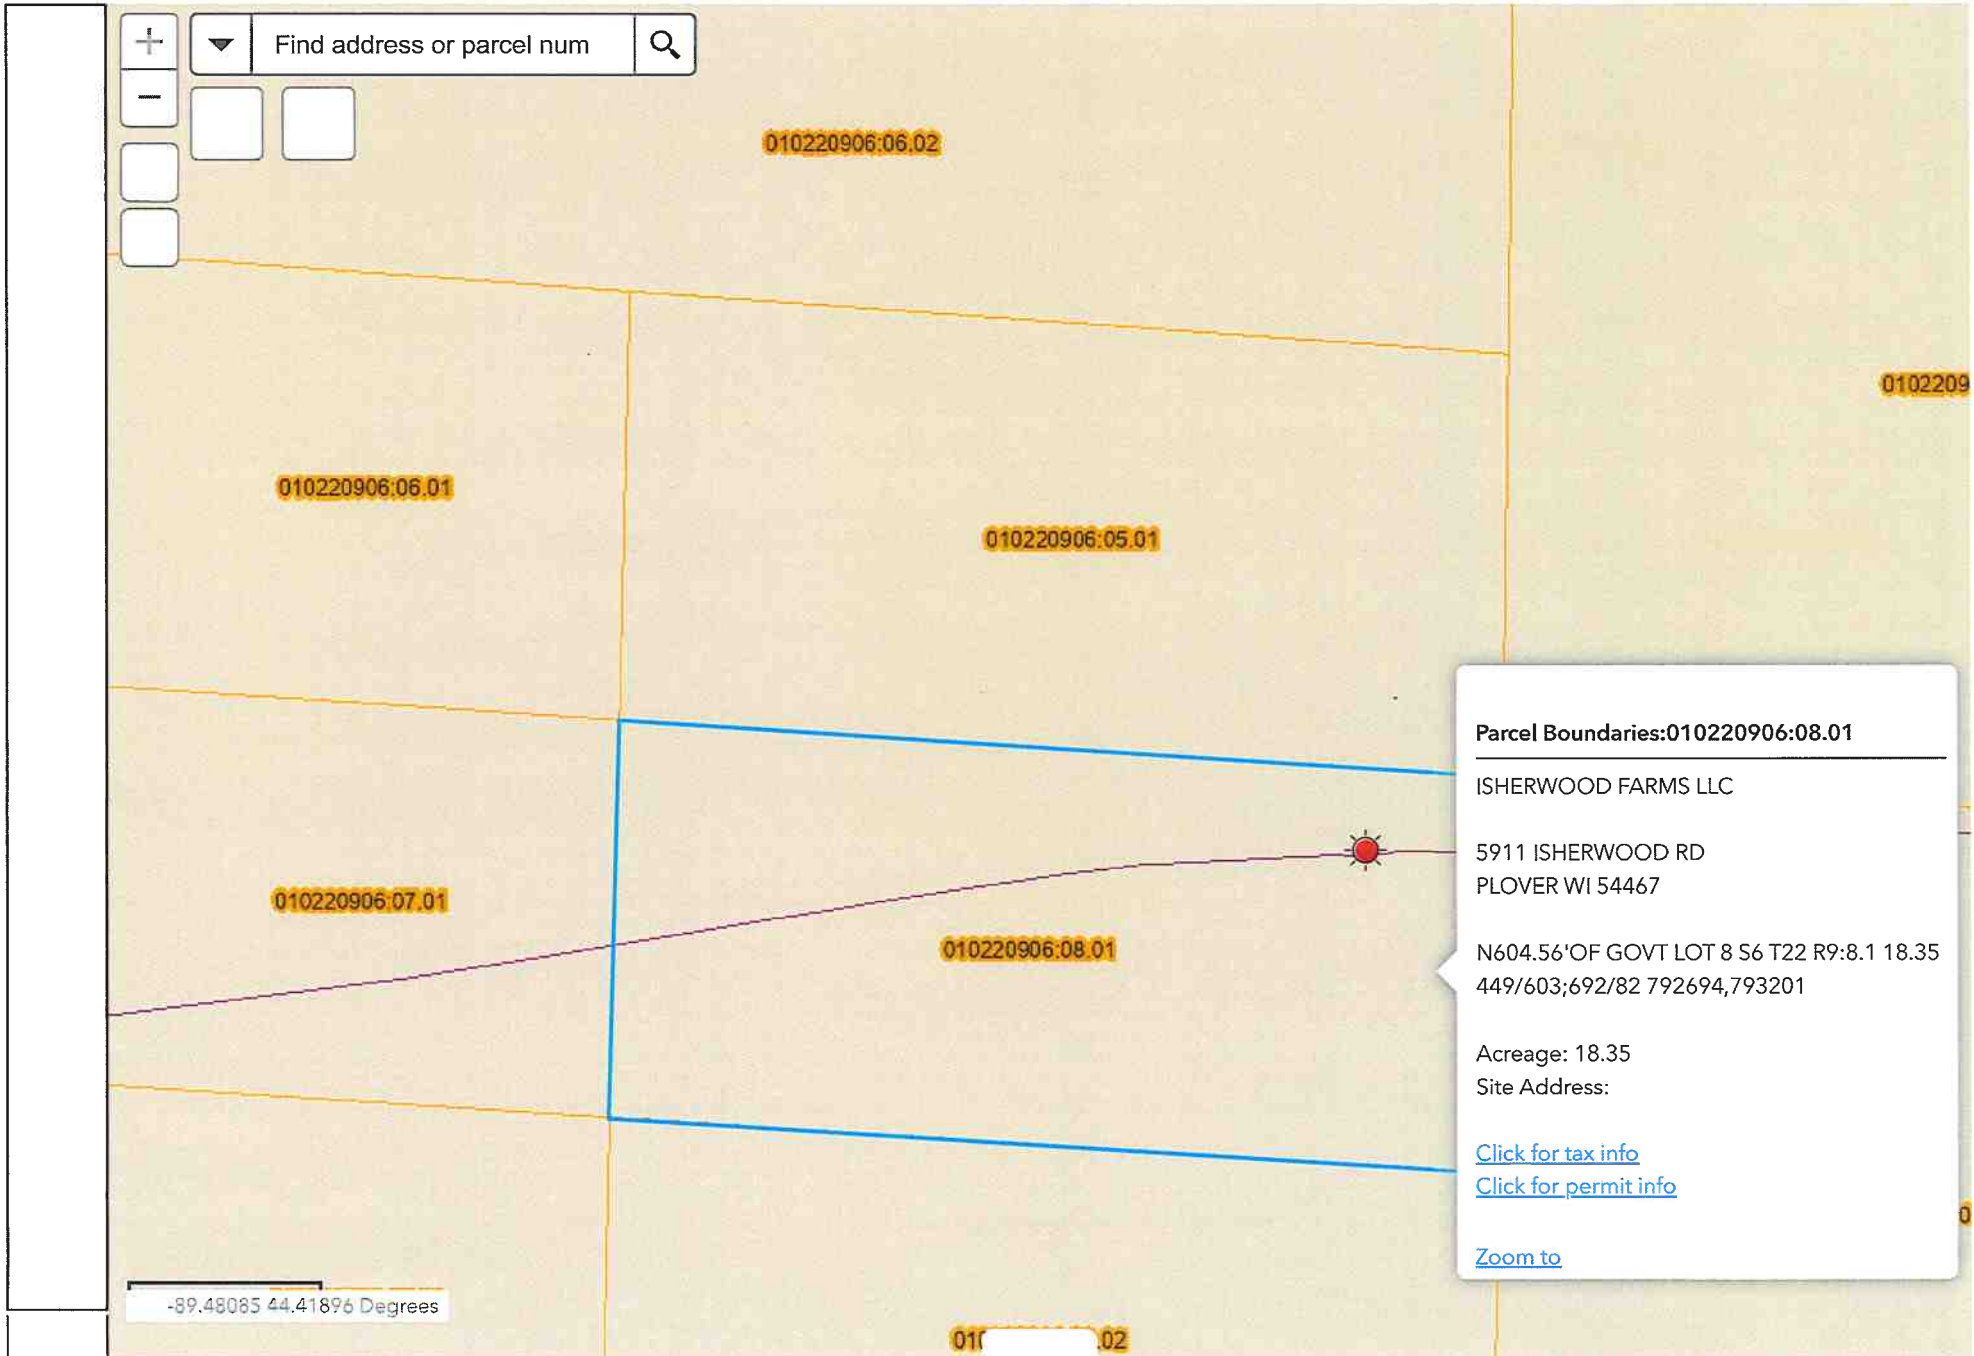 Find address or parcel num
010220906:06.02
0102209
010220906:06.01
010220906:05.01
Parcel Boundaries:010220906:08.01
ISHERWOOD FARMS LLC
5911 ISHERWOOD RD
PLOVER WI 54467
010220906:07.01
010220906:08.01
N604.56'OF GOVT LOT 8 S6 T22 R9:8.1 18.35
449/603;692/82 792694,793201
Acreage: 18.35
Site Address:
Click for tax info
Click for permit info
0
Zoom to
-89.48085 44.41896 Degrees
010
.02